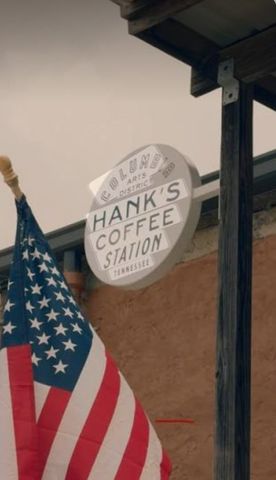 COLUMBIA
ARTS
DISTRICT
HANK'S
COFFEE
STATION
TENNESSEE